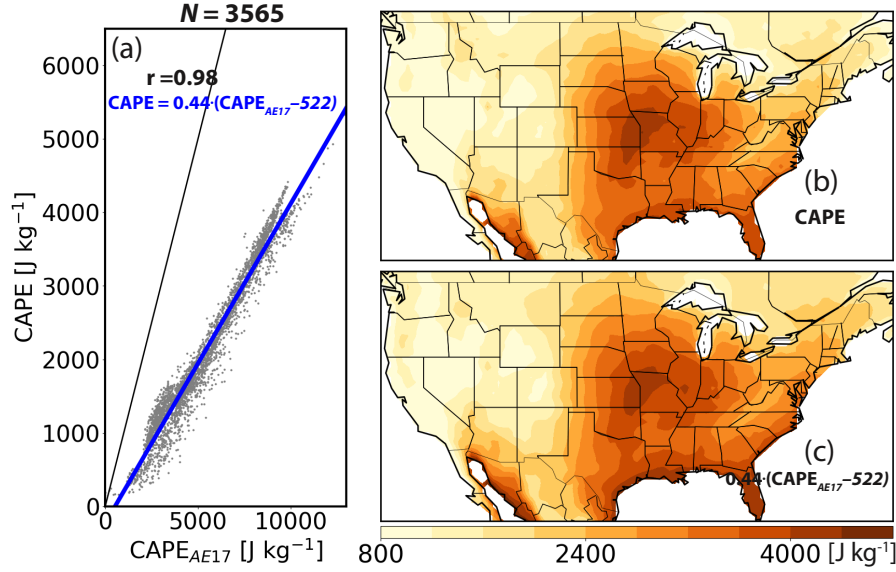 N = 3565
(a)
r =0.98
CAPE = 0.44·(CAPE_AE17–522)
CAPE [J kg⁻¹]
6000
5000
4000
3000
2000
1000
0
0 5000 10000
CAPE_AE17 [J kg⁻¹]
(b)
CAPE
(c)
0.44·(CAPE_AE17–522)
800 2400 4000 [J kg⁻¹]